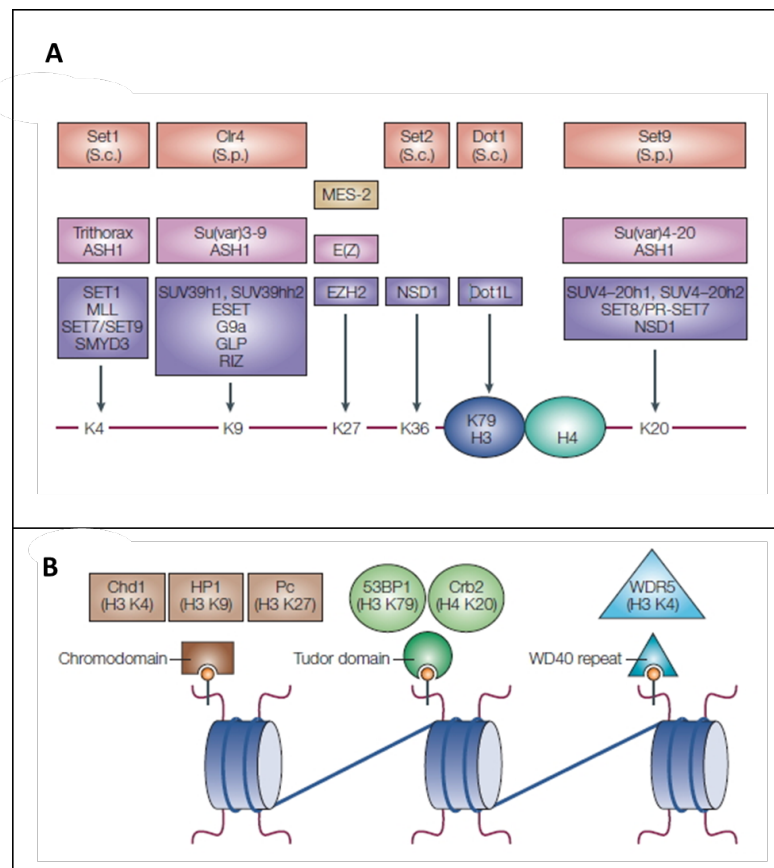 A
Set1
(S.c.)
Clr4
(S.p.)
Set2
(S.c.)
Dot1
(S.c.)
Set9
(S.p.)
MES-2
Trithorax
ASH1
Su(var)3-9
ASH1
E(Z)
Su(var)4-20
ASH1
SET1
MLL
SET7/SET9
SMYD3
SUV39h1, SUV39hh2
ESET
G9a
GLP
RIZ
EZH2
NSD1
Dot1L
SUV4–20h1, SUV4–20h2
SET8/PR-SET7
NSD1
K4
K9
K27
K36
K79
H3
H4
K20
B
Chd1
(H3 K4)
HP1
(H3 K9)
Pc
(H3 K27)
53BP1
(H3 K79)
Crb2
(H4 K20)
WDR5
(H3 K4)
Chromodomain
Tudor domain
WD40 repeat